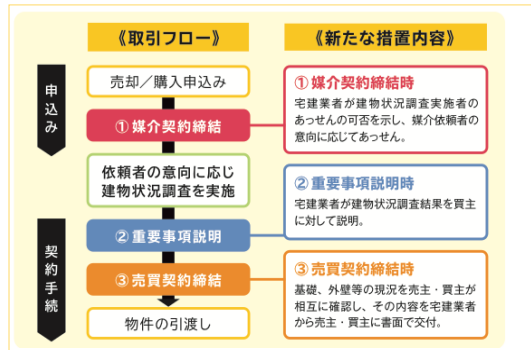 《取引フロー》
《新たな措置内容》
申込み
売却／購入申込み
①媒介契約締結
依頼者の意向に応じ
建物状況調査を実施
契約手続
②重要事項説明
③売買契約締結
物件の引渡し
①媒介契約締結時
宅建業者が建物状況調査実施者の
あっせんの可否を示し、媒介依頼者の
意向に応じてあっせん。
②重要事項説明時
宅建業者が建物状況調査結果を買主
に対して説明。
③売買契約締結時
基礎、外壁等の現況を売主・買主が
相互に確認し、その内容を宅建業者
から売主・買主に書面で交付。